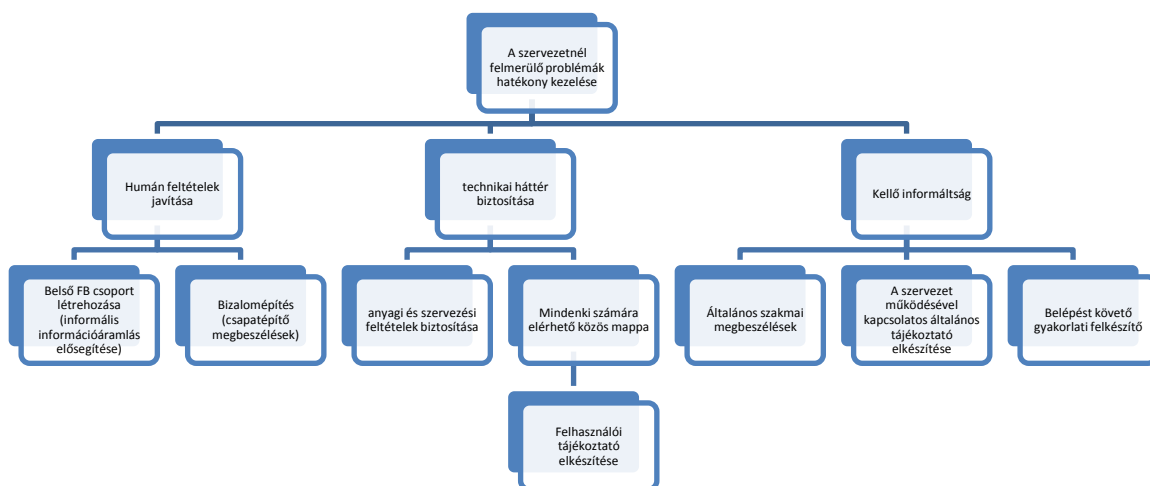 A szervezetnél
felmerülő problémák
hatékony kezelése
Humán feltételek
javítása
technikai háttér
biztosítása
Kellő informáltság
Belső FB csoport
létrehozása
(informális
információáramlás
elősegítése)
Bizalomépítés
(csapatépítő
megbeszélések)
anyagi és szervezési
feltételek biztosítása
Mindenki számára
elérhető közös mappa
Általános szakmai
megbeszélések
A szervezet
működésével
kapcsolatos általános
tájékoztató
elkészítése
Belépést követő
gyakorlati felkészítő
Felhasználói
tájékoztató
elkészítése